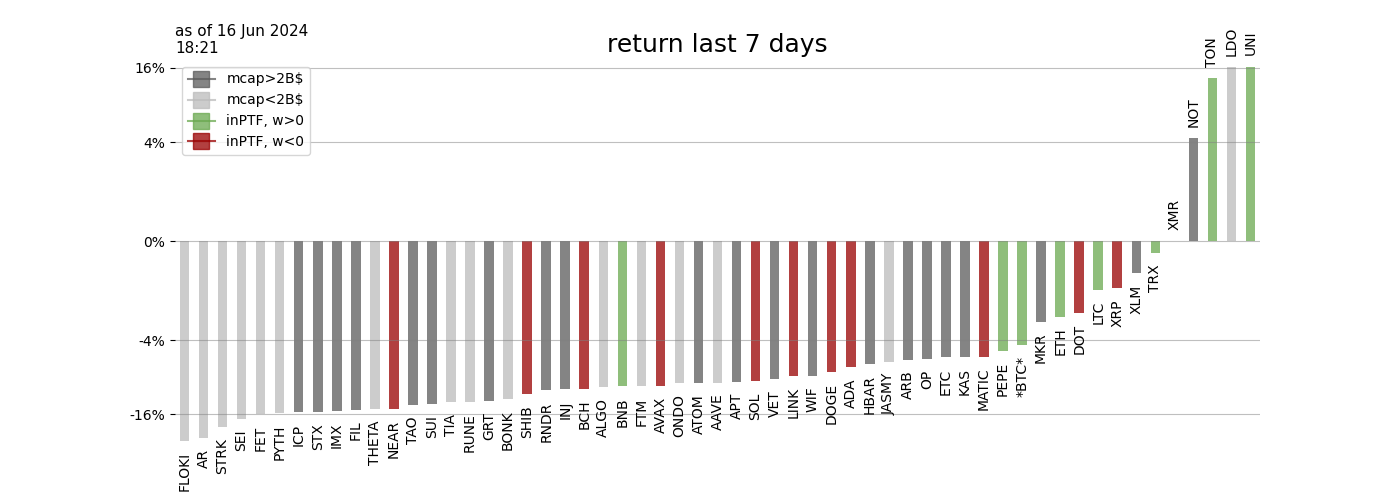 as of 16 Jun 2024
18:21
return last 7 days
16%
4%
0%
-4%
-16%
mcap>2B$
mcap<2B$
inPTF, w>0
inPTF, w<0
FLOKI
AR
STRK
SEI
FET
PYTH
ICP
STX
IMX
FIL
THETA
NEAR
TAO
SUI
TIA
RUNE
GRT
BONK
SHIB
RNDR
INJ
BCH
ALGO
BNB
FTM
AVAX
ONDO
ATOM
AAVE
APT
SOL
VET
LINK
WIF
DOGE
ADA
HBAR
JASMY
ARB
OP
ETC
KAS
MATIC
PEPE
*BTC*
MKR
ETH
DOT
LTC
XRP
XLM
TRX
XMR
NOT
TON
LDO
UNI